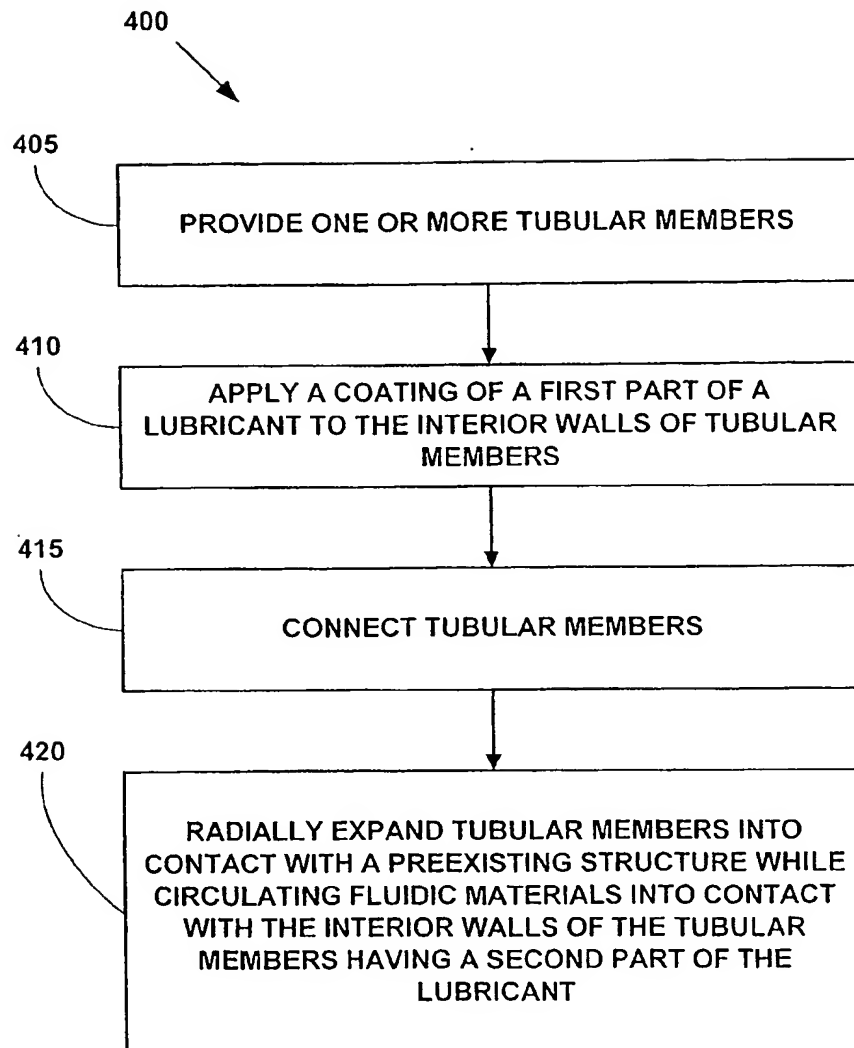 400
405
PROVIDE ONE OR MORE TUBULAR MEMBERS
410
APPLY A COATING OF A FIRST PART OF A
LUBRICANT TO THE INTERIOR WALLS OF TUBULAR
MEMBERS
415
CONNECT TUBULAR MEMBERS
420
RADIALLY EXPAND TUBULAR MEMBERS INTO
CONTACT WITH A PREEXISTING STRUCTURE WHILE
CIRCULATING FLUIDIC MATERIALS INTO CONTACT
WITH THE INTERIOR WALLS OF THE TUBULAR
MEMBERS HAVING A SECOND PART OF THE
LUBRICANT